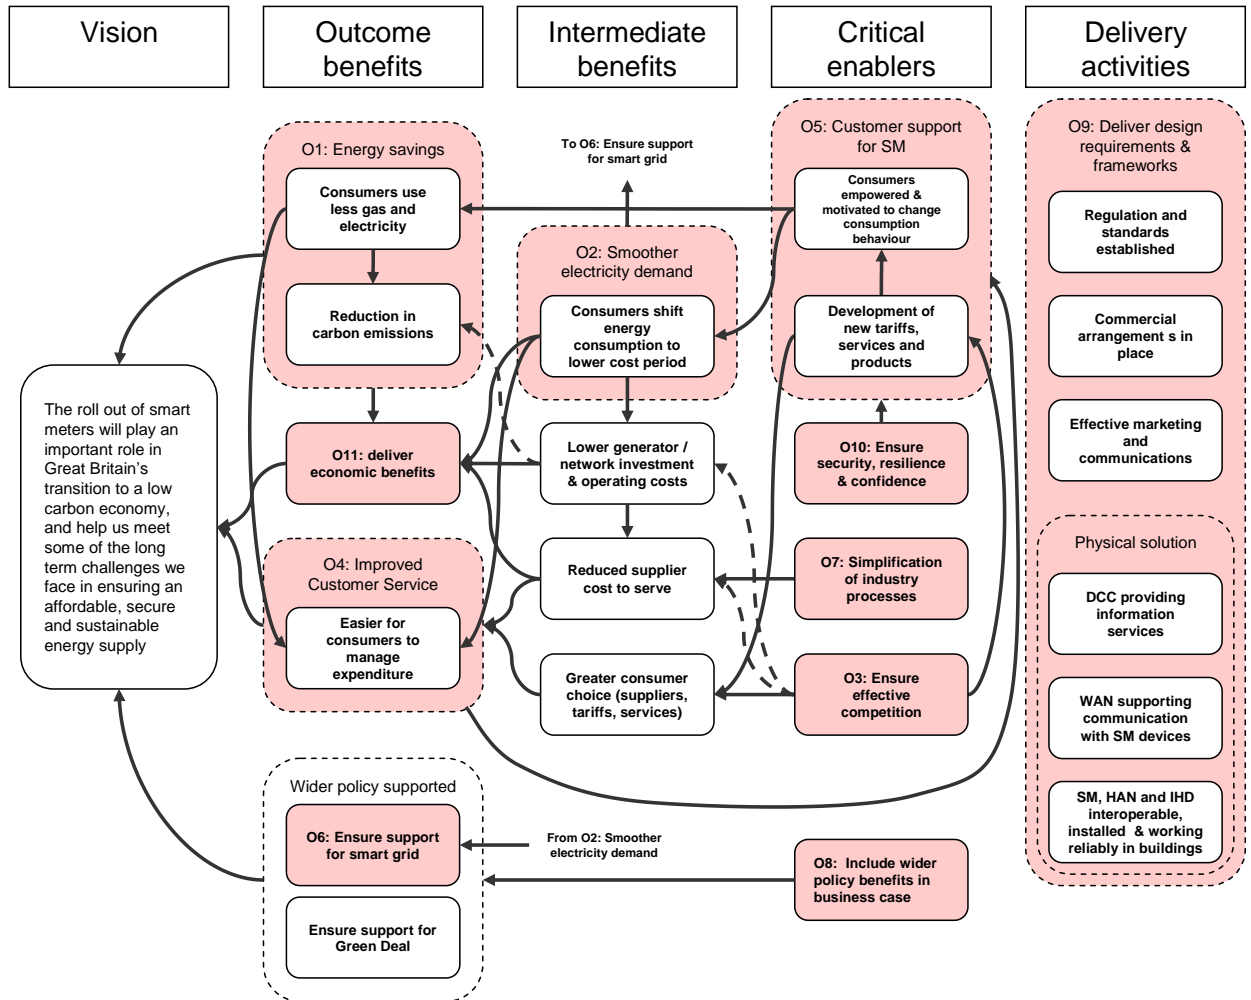 Vision
Outcome
benefits
Intermediate
benefits
Critical
enablers
Delivery
activities
O1: Energy savings
Consumers use
less gas and
electricity
Reduction in
carbon emissions
O11: deliver
economic benefits
O4: Improved
Customer Service
Easier for
consumers to
manage
expenditure
The roll out of smart
meters will play an
important role in
Great Britain's
transition to a low
carbon economy,
and help us meet
some of the long
term challenges we
face in ensuring an
affordable, secure
and sustainable
energy supply
Wider policy supported
O6: Ensure support
for smart grid
Ensure support for
Green Deal
To O6: Ensure support
for smart grid
O2: Smoother
electricity demand
Consumers shift
energy
consumption to
lower cost period
Lower generator /
network investment
& operating costs
Reduced supplier
cost to serve
Greater consumer
choice (suppliers,
tariffs, services)
From O2: Smoother
electricity demand
O5: Customer support
for SM
Consumers
empowered &
motivated to change
consumption
behaviour
Development of
new tariffs,
services and
products
O10: Ensure
security, resilience
& confidence
O7: Simplification
of industry
processes
O3: Ensure
effective
competition
O8:  Include wider
policy benefits in
business case
O9: Deliver design
requirements &
frameworks
Regulation and
standards
established
Commercial
arrangement s in
place
Effective marketing
and
communications
Physical solution
DCC providing
information
services
WAN supporting
communication
with SM devices
SM, HAN and IHD
interoperable,
installed  & working
reliably in buildings